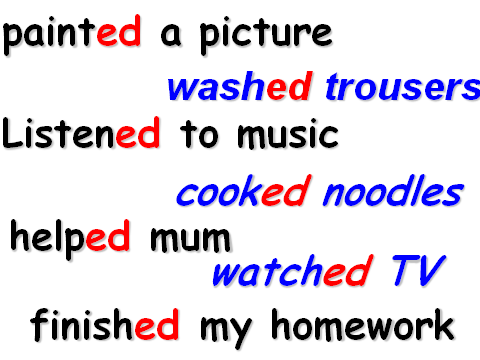 painted a picture
washed trousers
Listened to music
cooked noodles
helped mum
watched TV
finished my homework